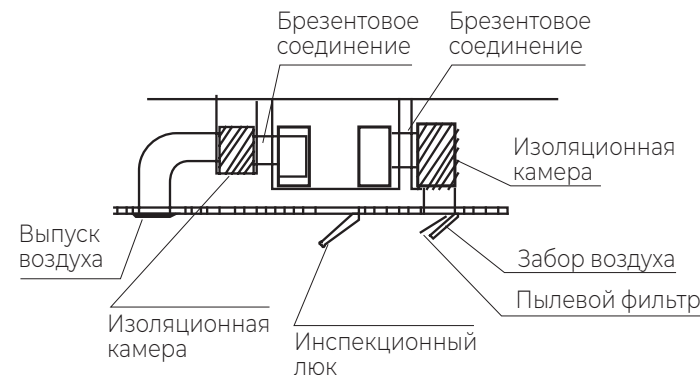 Брезентовое
соединение
Брезентовое
соединение
Изоляционная
камера
Выпуск
воздуха
Забор воздуха
Пылевой фильтр
Изоляционная
камера
Инспекционный
люк